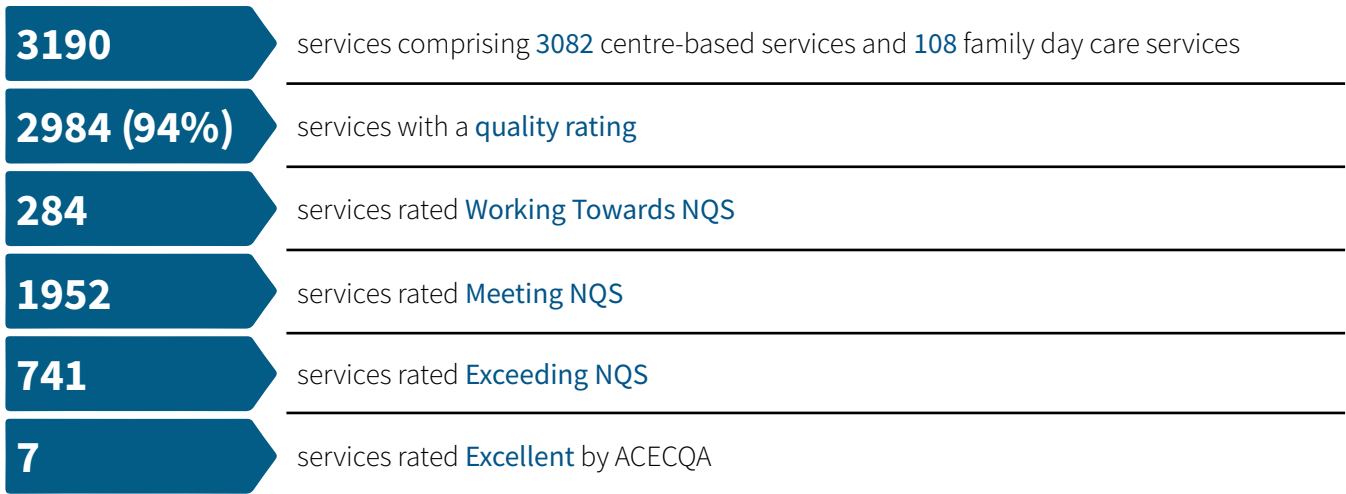 3190 services comprising 3082 centre-based services and 108 family day care services
2984 (94%) services with a quality rating
284 services rated Working Towards NQS
1952 services rated Meeting NQS
741 services rated Exceeding NQS
7 services rated Excellent by ACECQA